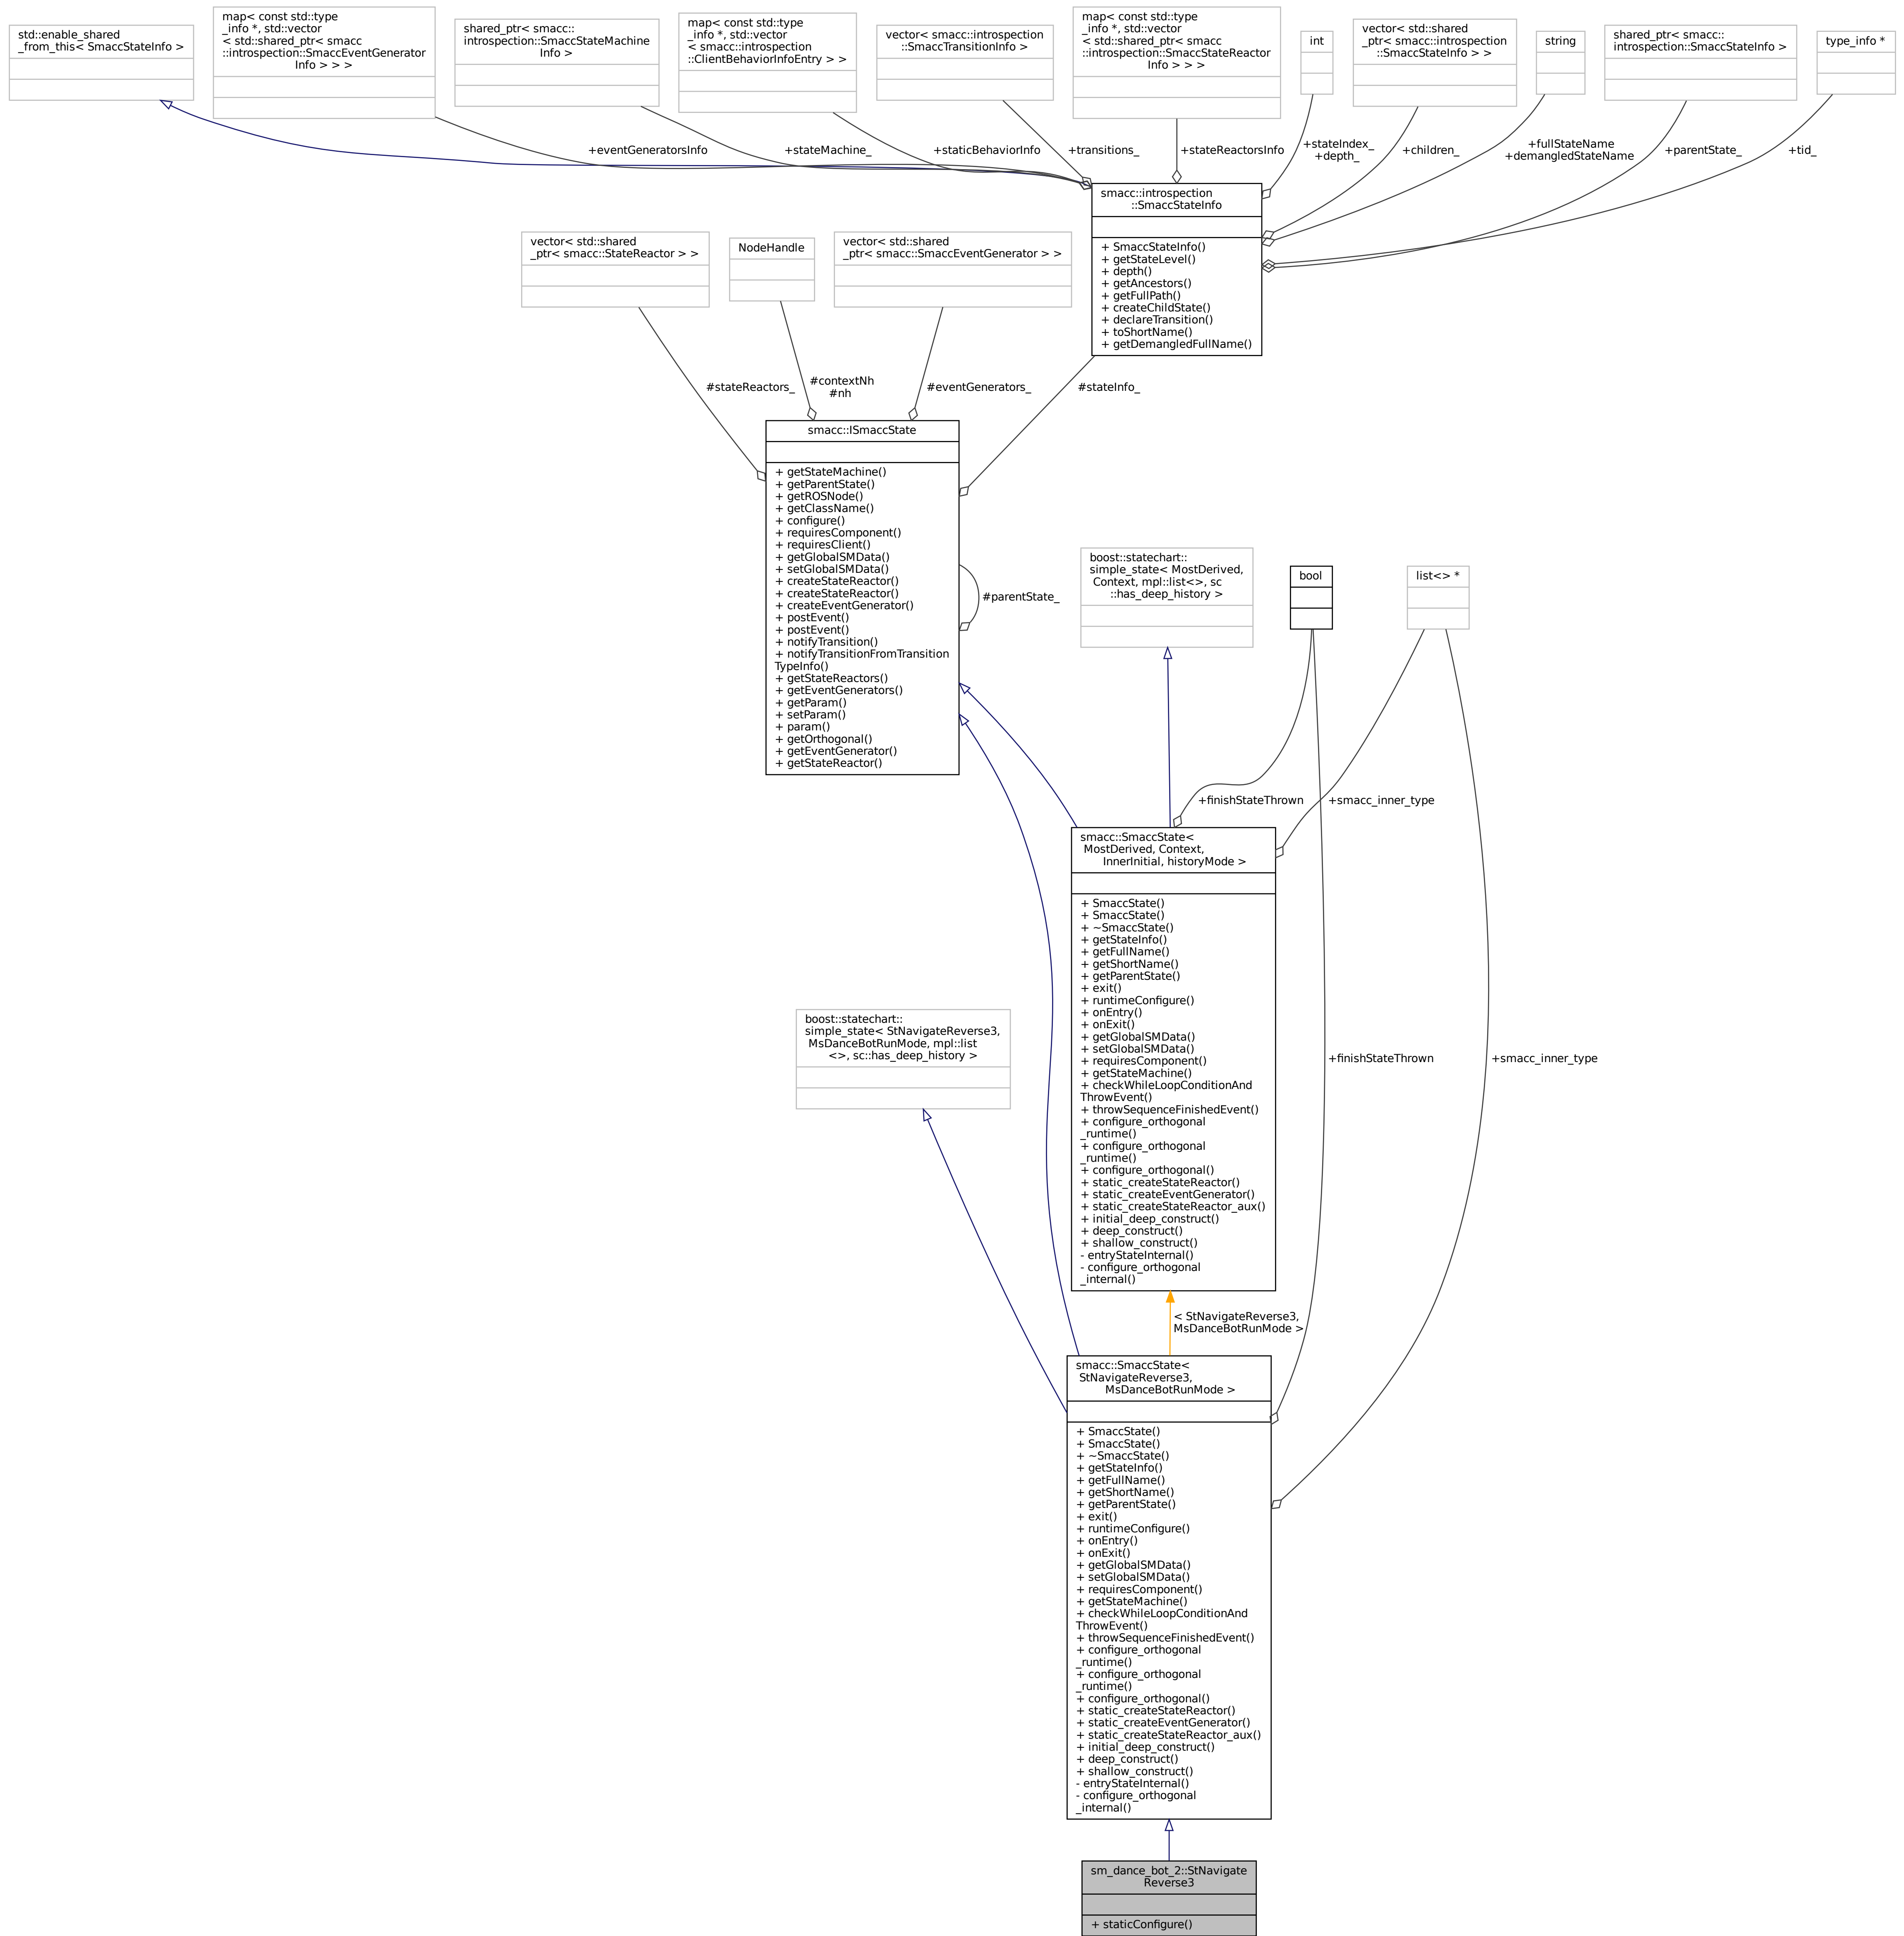 std::enable_shared
_from_this< SmaccStateInfo >
map< const std::type
_info *, std::vector
< std::shared_ptr< smacc
::introspection::SmaccEventGenerator
Info > > >
shared_ptr< smacc::
introspection::SmaccStateMachine
Info >
map< const std::type
_info *, std::vector
< smacc::introspection
::ClientBehaviorInfoEntry > >
vector< smacc::introspection
::SmaccTransitionInfo >
map< const std::type
_info *, std::vector
< std::shared_ptr< smacc
::introspection::SmaccStateReactor
Info > > >
int
vector< std::shared
_ptr< smacc::introspection
::SmaccStateInfo > >
string
shared_ptr< smacc::
introspection::SmaccStateInfo >
type_info *
+eventGeneratorsInfo
+stateMachine_
+staticBehaviorInfo
+transitions_
+stateReactorsInfo
+stateIndex_
+depth_
+children_
+fullStateName
+demangledStateName
+parentState_
+tid_
smacc::introspection
::SmaccStateInfo
+ SmaccStateInfo()
+ getStateLevel()
+ depth()
+ getAncestors()
+ getFullPath()
+ createChildState()
+ declareTransition()
+ toShortName()
+ getDemangledFullName()
vector< std::shared
_ptr< smacc::StateReactor > >
NodeHandle
vector< std::shared
_ptr< smacc::SmaccEventGenerator > >
#stateReactors_
#contextNh
#nh
#eventGenerators_
#stateInfo_
smacc::ISmaccState
+ getStateMachine()
+ getParentState()
+ getROSNode()
+ getClassName()
+ configure()
+ requiresComponent()
+ requiresClient()
+ getGlobalSMData()
+ setGlobalSMData()
+ createStateReactor()
+ createStateReactor()
+ createEventGenerator()
+ postEvent()
+ postEvent()
+ notifyTransition()
+ notifyTransitionFromTransition
TypeInfo()
+ getStateReactors()
+ getEventGenerators()
+ getParam()
+ setParam()
+ param()
+ getOrthogonal()
+ getEventGenerator()
+ getStateReactor()
#parentState_
boost::statechart::
simple_state< MostDerived,
Context, mpl::list<>, sc
::has_deep_history >
bool
list<> *
+finishStateThrown
+smacc_inner_type
smacc::SmaccState<
MostDerived, Context,
InnerInitial, historyMode >
+ SmaccState()
+ SmaccState()
+ ~SmaccState()
+ getStateInfo()
+ getFullName()
+ getShortName()
+ getParentState()
+ exit()
+ runtimeConfigure()
+ onEntry()
+ onExit()
+ getGlobalSMData()
+ setGlobalSMData()
+ requiresComponent()
+ getStateMachine()
+ checkWhileLoopConditionAnd
ThrowEvent()
+ throwSequenceFinishedEvent()
+ configure_orthogonal
_runtime()
+ configure_orthogonal
_runtime()
+ configure_orthogonal()
+ static_createStateReactor()
+ static_createEventGenerator()
+ static_createStateReactor_aux()
+ initial_deep_construct()
+ deep_construct()
+ shallow_construct()
- entryStateInternal()
- configure_orthogonal
_internal()
boost::statechart::
simple_state< StNavigateReverse3,
MsDanceBotRunMode, mpl::list
<>, sc::has_deep_history >
+finishStateThrown
+smacc_inner_type
< StNavigateReverse3,
MsDanceBotRunMode >
smacc::SmaccState<
StNavigateReverse3,
MsDanceBotRunMode >
+ SmaccState()
+ SmaccState()
+ ~SmaccState()
+ getStateInfo()
+ getFullName()
+ getShortName()
+ getParentState()
+ exit()
+ runtimeConfigure()
+ onEntry()
+ onExit()
+ getGlobalSMData()
+ setGlobalSMData()
+ requiresComponent()
+ getStateMachine()
+ checkWhileLoopConditionAnd
ThrowEvent()
+ throwSequenceFinishedEvent()
+ configure_orthogonal
_runtime()
+ configure_orthogonal
_runtime()
+ configure_orthogonal()
+ static_createStateReactor()
+ static_createEventGenerator()
+ static_createStateReactor_aux()
+ initial_deep_construct()
+ deep_construct()
+ shallow_construct()
- entryStateInternal()
- configure_orthogonal
_internal()
sm_dance_bot_2::StNavigate
Reverse3
+ staticConfigure()